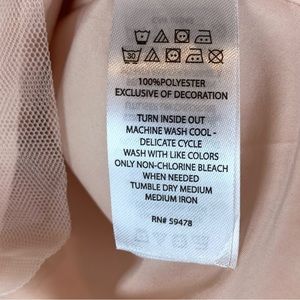 30
100%POLYESTER
EXCLUSIVE OF DECORATION
TURN INSIDE OUT
MACHINE WASH COOL -
DELICATE CYCLE
WASH WITH LIKE COLORS
ONLY NON-CHLORINE BLEACH
WHEN NEEDED
TUMBLE DRY MEDIUM
MEDIUM IRON
RN# 59478